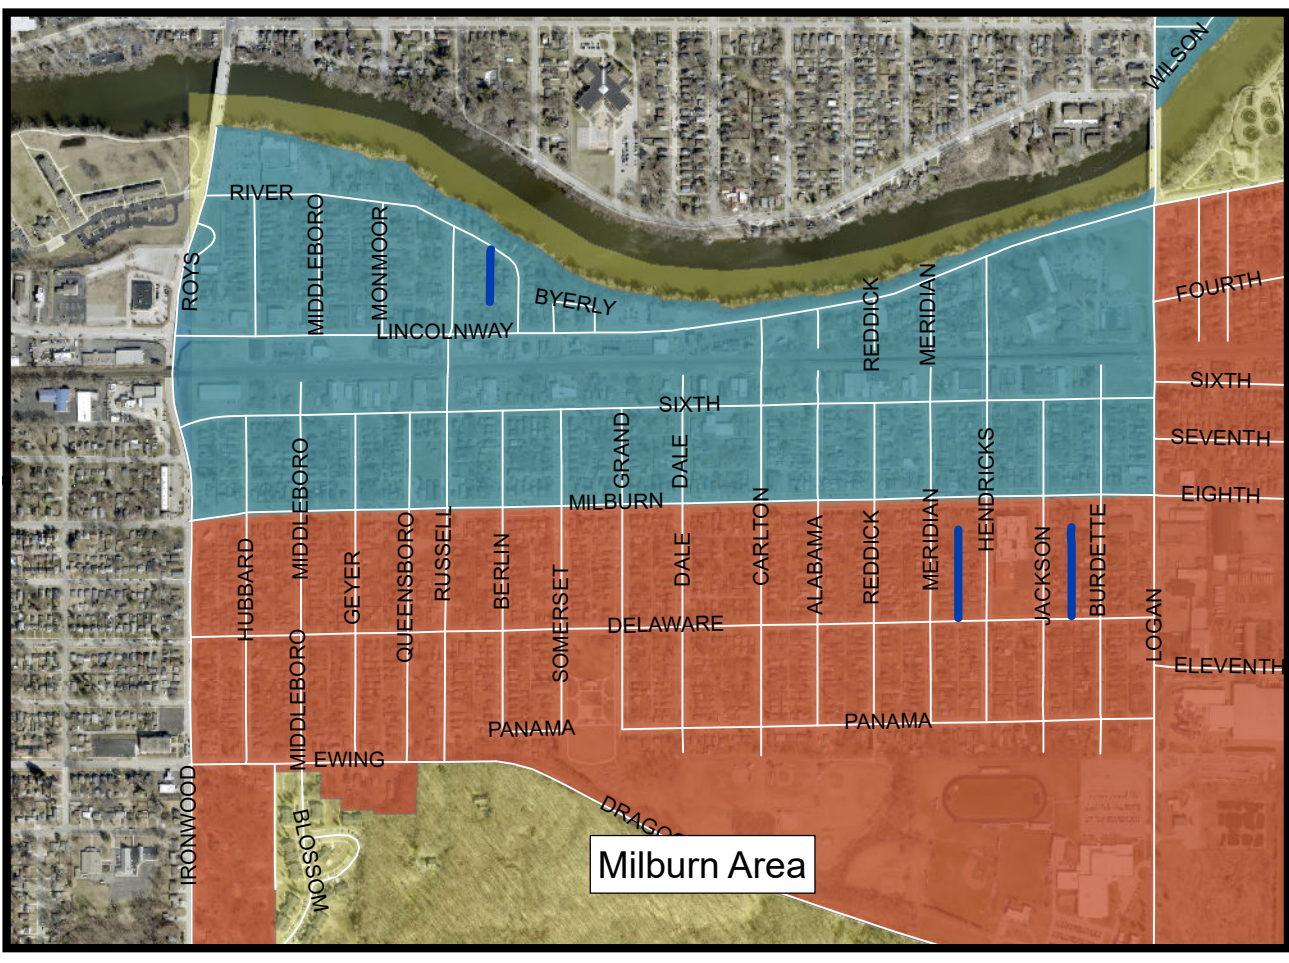 WILSON
RIVER
MIDDLEBORO
MONMOOR
ROYS
BYERLY
LINCOLNWAY
REDDICK
MERIDIAN
FOURTH
SIXTH
SIXTH
SEVENTH
EIGHTH
GRAND
DALE
MILBURN
HENDRICKS
MIDDLEBORO
HUBBARD
GEYER
QUEENSBORO
RUSSELL
BERLIN
SOMERSET
DALE
CARLTON
ALABAMA
REDDICK
MERIDIAN
JACKSON
BURDETTE
LOGAN
DELAWARE
ELEVENTH
MIDDLEBORO
PANAMA
PANAMA
EWING
IRONWOOD
BLOSSOM
Milburn Area